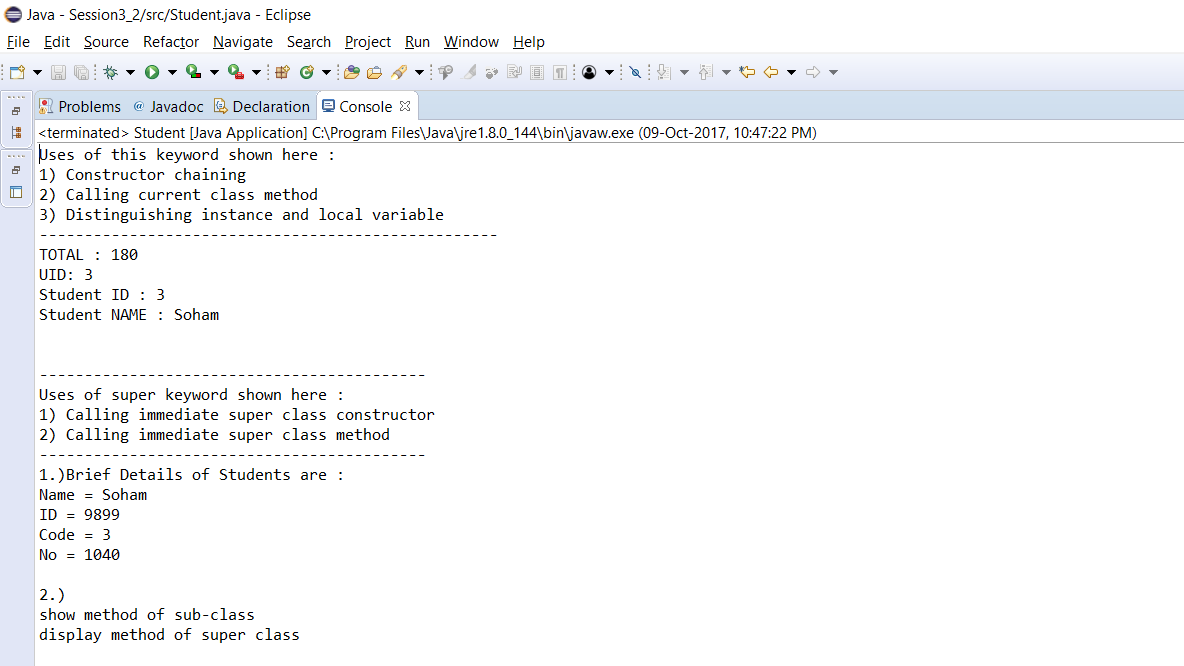 Java - Session3_2/src/Student.java - Eclipse
File Edit Source Refactor Navigate Search Project Run Window Help
Problems @ Javadoc Declaration Console
<terminated> Student [Java Application] C:\Program Files\Java\jre1.8.0_144\bin\javaw.exe (09-Oct-2017, 10:47:22 PM)
Uses of this keyword shown here :
1) Constructor chaining
2) Calling current class method
3) Distinguishing instance and local variable
---------------------------------------------------
TOTAL : 180
UID: 3
Student ID : 3
Student NAME : Soham
-------------------------------------------
Uses of super keyword shown here :
1) Calling immediate super class constructor
2) Calling immediate super class method
-------------------------------------------
1.)Brief Details of Students are :
Name = Soham
ID = 9899
Code = 3
No = 1040
2.)
show method of sub-class
display method of super class